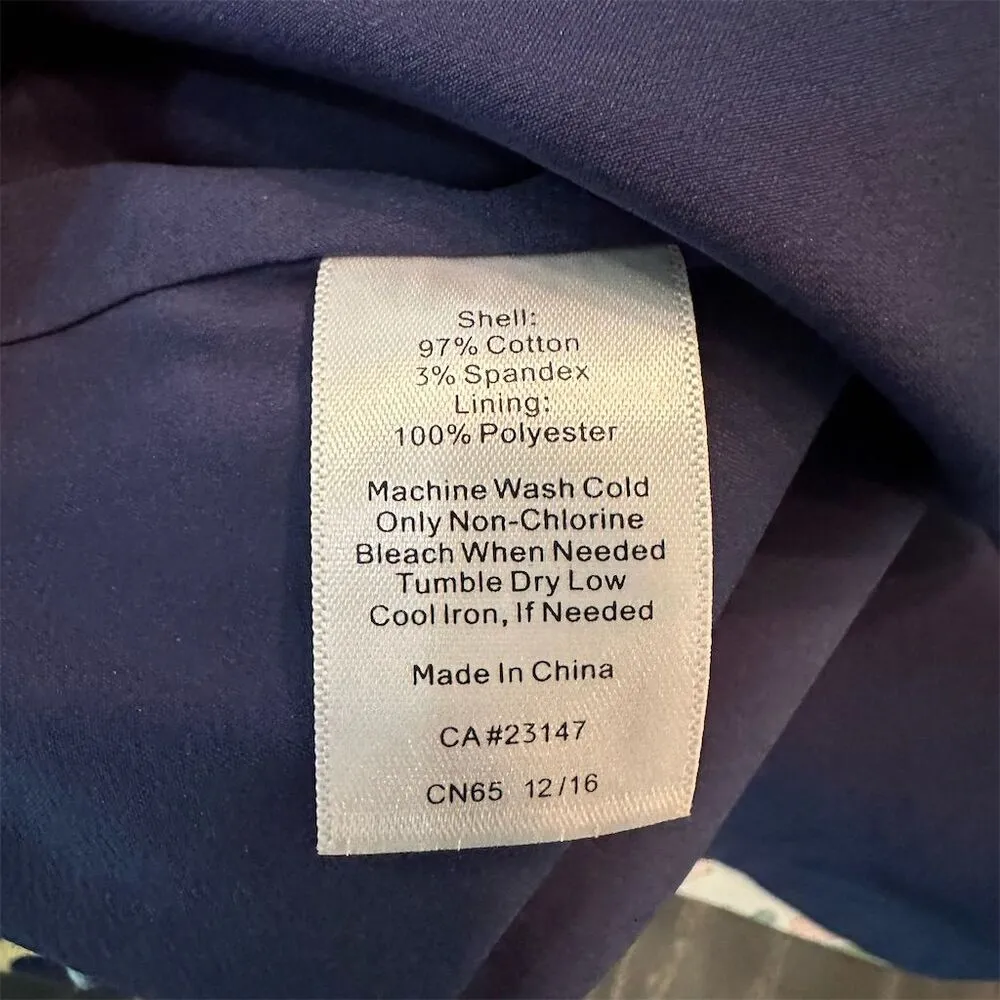 Shell:
97% Cotton
3% Spandex
Lining:
100% Polyester
Machine Wash Cold
Only Non-Chlorine
Bleach When Needed
Tumble Dry Low
Cool Iron, If Needed
Made In China
CA#23147
CN65 12/16